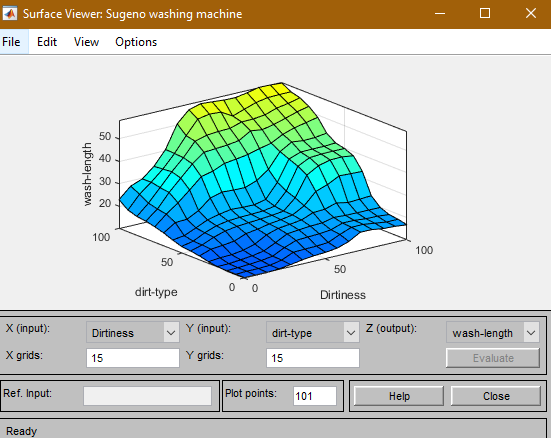 Surface Viewer: Sugeno washing machine
File Edit View Options
50
40
30
20
wash-length
100
50
0
dirt-type
0
50
100
Dirtiness
X (input): Dirtiness Y (input): dirt-type Z (output): wash-length
X grids: 15 Y grids: 15 Evaluate
Ref. Input: Plot points: 101 Help Close
Ready